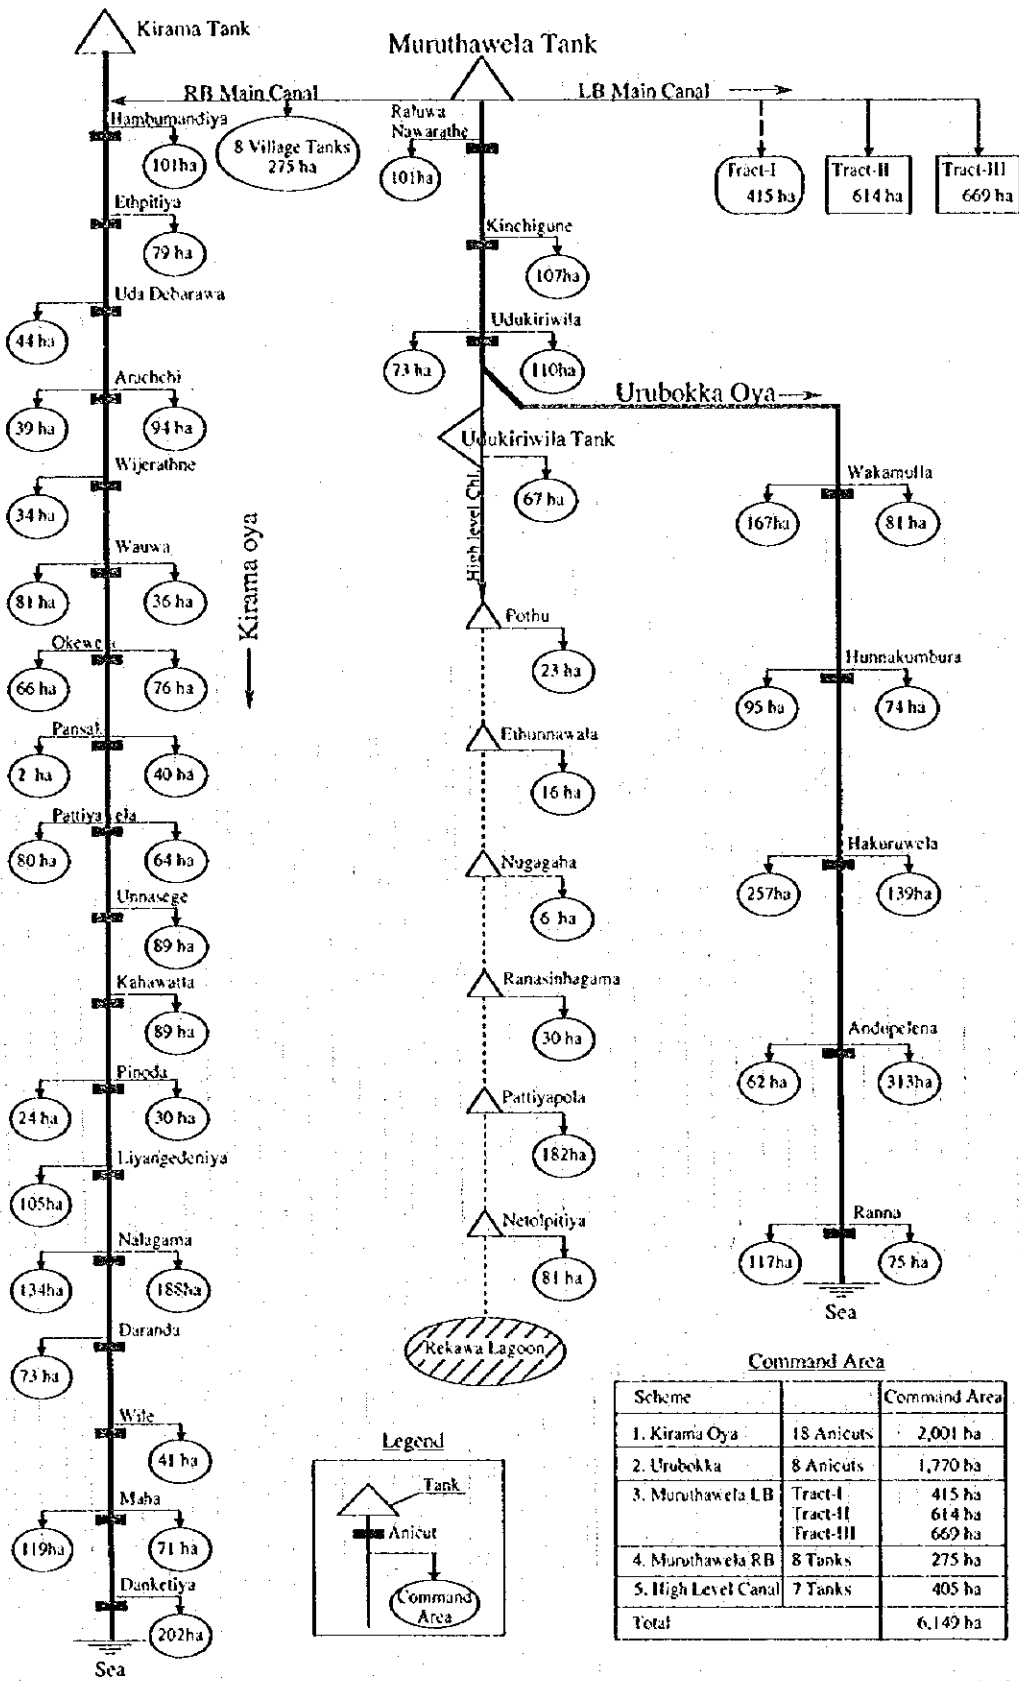 Kirama Tank
Muruthawela Tank
RB Main Canal
LB Main Canal
8 Village Tanks
275 ha
Tract-I
415 ha
Tract-II
614 ha
Tract-III
669 ha
Hambumandiya
101ha
Ethpitiya
79 ha
Uda Debarawa
44 ha
Arachchi
39 ha
94 ha
Wijerathne
34 ha
Wauwa
81 ha
36 ha
Okewela
66 ha
76 ha
Pansal
40 ha
Pattiya ela
80 ha
64 ha
Unnasege
89 ha
Kahawatta
89 ha
Pinoda
24 ha
30 ha
Liyangedeniya
105ha
Nalagama
134ha
188ha
Darandu
73 ha
Wile
41 ha
Maha
119ha
71 ha
Danketiya
202ha
Sea
Kirama oya
Raluwa
Nawarathe
101ha
Kinchigune
107ha
Udukiriwila
73 ha
110ha
Udukiriwila Tank
67 ha
High level Chl.
Pothu
23 ha
Ethunnawala
16 ha
Nugagaha
6 ha
Ranasinhagama
30 ha
Pattiyapola
182ha
Netolpitiya
81 ha
Rekawa Lagoon
Urubokka Oya
Wakamulla
167ha
81 ha
Hunnakumbura
95 ha
74 ha
Hakuruwela
257ha
139ha
Andupelena
62 ha
313ha
Ranna
117ha
75 ha
Sea
Legend
Tank
Anicut
Command
Area
Command Area
Scheme Command Area
1. Kirama Oya 18 Anicuts 2,001 ha
2. Urubokka 8 Anicuts 1,770 ha
3. Muruthawela LB Tract-I 415 ha
Tract-II 614 ha
Tract-III 669 ha
4. Muruthawela RB 8 Tanks 275 ha
5. High Level Canal 7 Tanks 405 ha
Total 6,149 ha